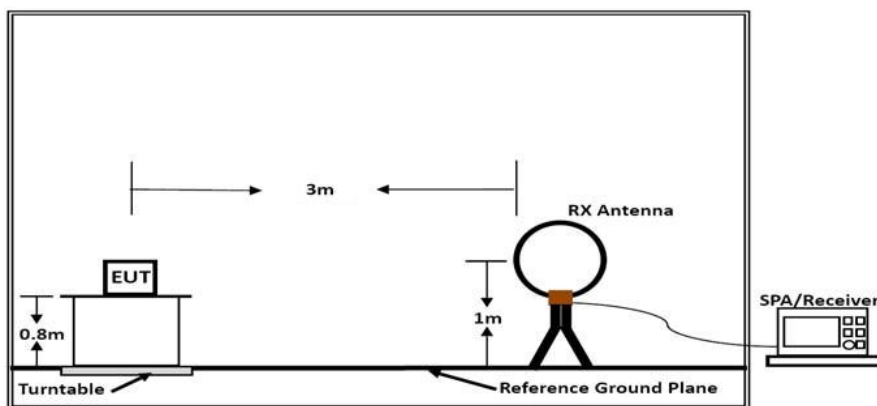 3m
RX Antenna
EUT
SPA/Receiver
0.8m
1m
Turntable
Reference Ground Plane